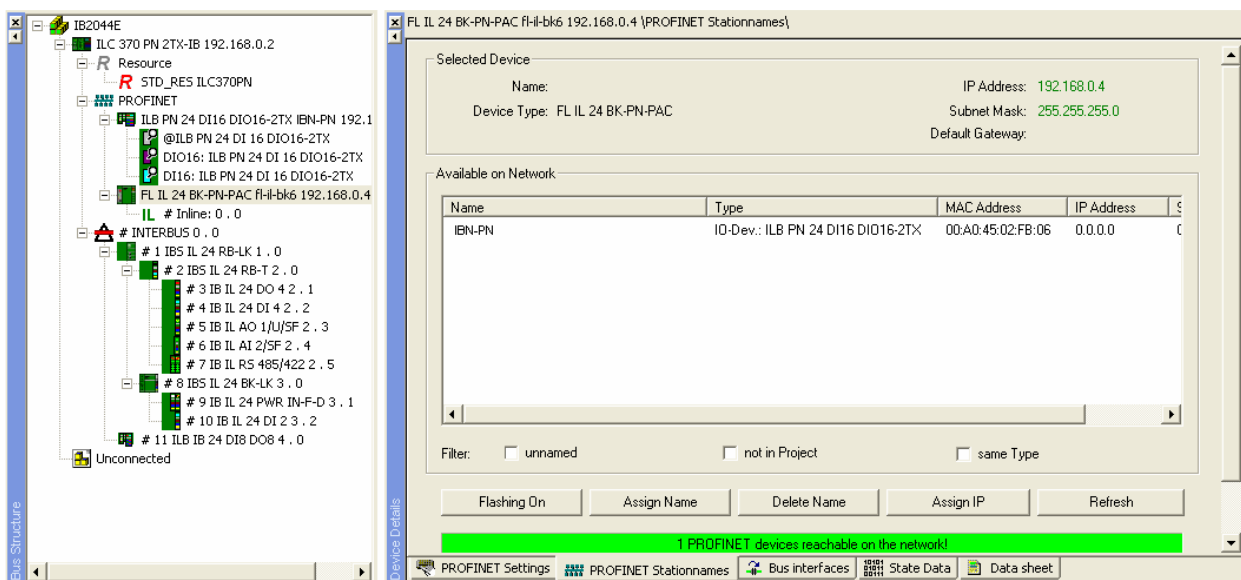 IB2044E
ILC 370 PN 2TX-IB 192.168.0.2
R Resource
R STD_RES ILC370PN
PROFINET
ILB PN 24 DI16 DIO16-2TX IBN-PN 192.1
@ILB PN 24 DI 16 DIO16-2TX
DIO16: ILB PN 24 DI 16 DIO16-2TX
DI16: ILB PN 24 DI 16 DIO16-2TX
FL IL 24 BK-PN-PAC fl-il-bk6 192.168.0.4
IL # Inline: 0 . 0
# INTERBUS 0 . 0
# 1 IBS IL 24 RB-LK 1 . 0
# 2 IBS IL 24 RB-T 2 . 0
# 3 IB IL 24 DO 4 2 . 1
# 4 IB IL 24 DI 4 2 . 2
# 5 IB IL AO 1/U/SF 2 . 3
# 6 IB IL AI 2/SF 2 . 4
# 7 IB IL RS 485/422 2 . 5
# 8 IBS IL 24 BK-LK 3 . 0
# 9 IB IL 24 PWR IN-F-D 3 . 1
# 10 IB IL 24 DI 2 3 . 2
# 11 ILB IB 24 DI8 DO8 4 . 0
Unconnected
Bus Structure
FL IL 24 BK-PN-PAC fl-il-bk6 192.168.0.4 \PROFINET Stationnames\
Selected Device
Name: IP Address: 192.168.0.4
Device Type: FL IL 24 BK-PN-PAC Subnet Mask: 255.255.255.0
Default Gateway:
Available on Network
Name Type MAC Address IP Address
IBN-PN IO-Dev.: ILB PN 24 DI16 DIO16-2TX 00:A0:45:02:FB:06 0.0.0.0
Filter: unnamed not in Project same Type
Flashing On Assign Name Delete Name Assign IP Refresh
1 PROFINET devices reachable on the network!
Device Details
PROFINET Settings PROFINET Stationnames Bus interfaces State Data Data sheet